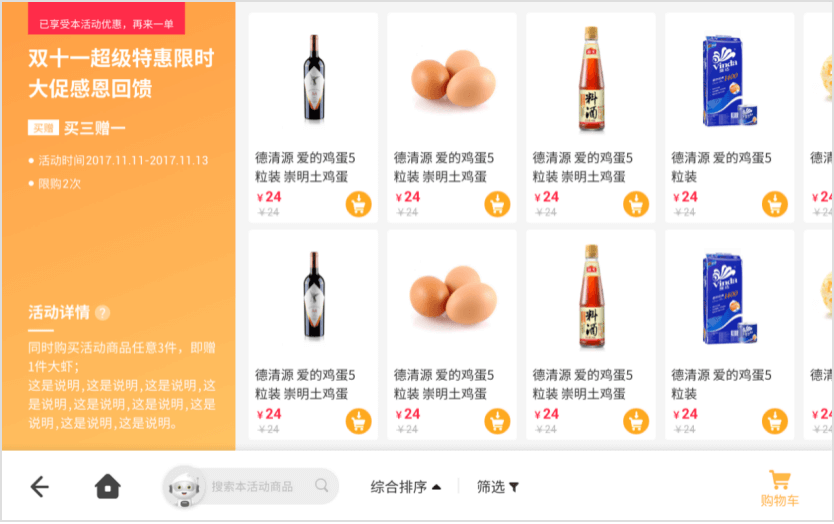 已享受本活动优惠，再来一单
双十一超级特惠限时
大促感恩回馈
买赠 买三赠一
活动时间2017.11.11-2017.11.13
限购2次
活动详情 ?
同时购买活动商品任意3件，即赠
1件大虾；
这是说明,这是说明,这是说明,这
是说明,这是说明,这是说明,这是
说明,这是说明,这是说明。
德清源 爱的鸡蛋5
粒装 崇明土鸡蛋
¥24
¥24
德清源 爱的鸡蛋5
粒装 崇明土鸡蛋
¥24
¥24
料酒
德清源 爱的鸡蛋5
粒装 崇明土鸡蛋
¥24
¥24
Vinda
德清源 爱的鸡蛋5
粒装
¥24
¥24
德清源 爱的鸡蛋5
粒装 崇明土鸡蛋
¥24
¥24
德清源 爱的鸡蛋5
粒装 崇明土鸡蛋
¥24
¥24
料酒
德清源 爱的鸡蛋5
粒装 崇明土鸡蛋
¥24
¥24
Vinda
德清源 爱的鸡蛋5
粒装
¥24
¥24
搜索本活动商品
综合排序
筛选
购物车